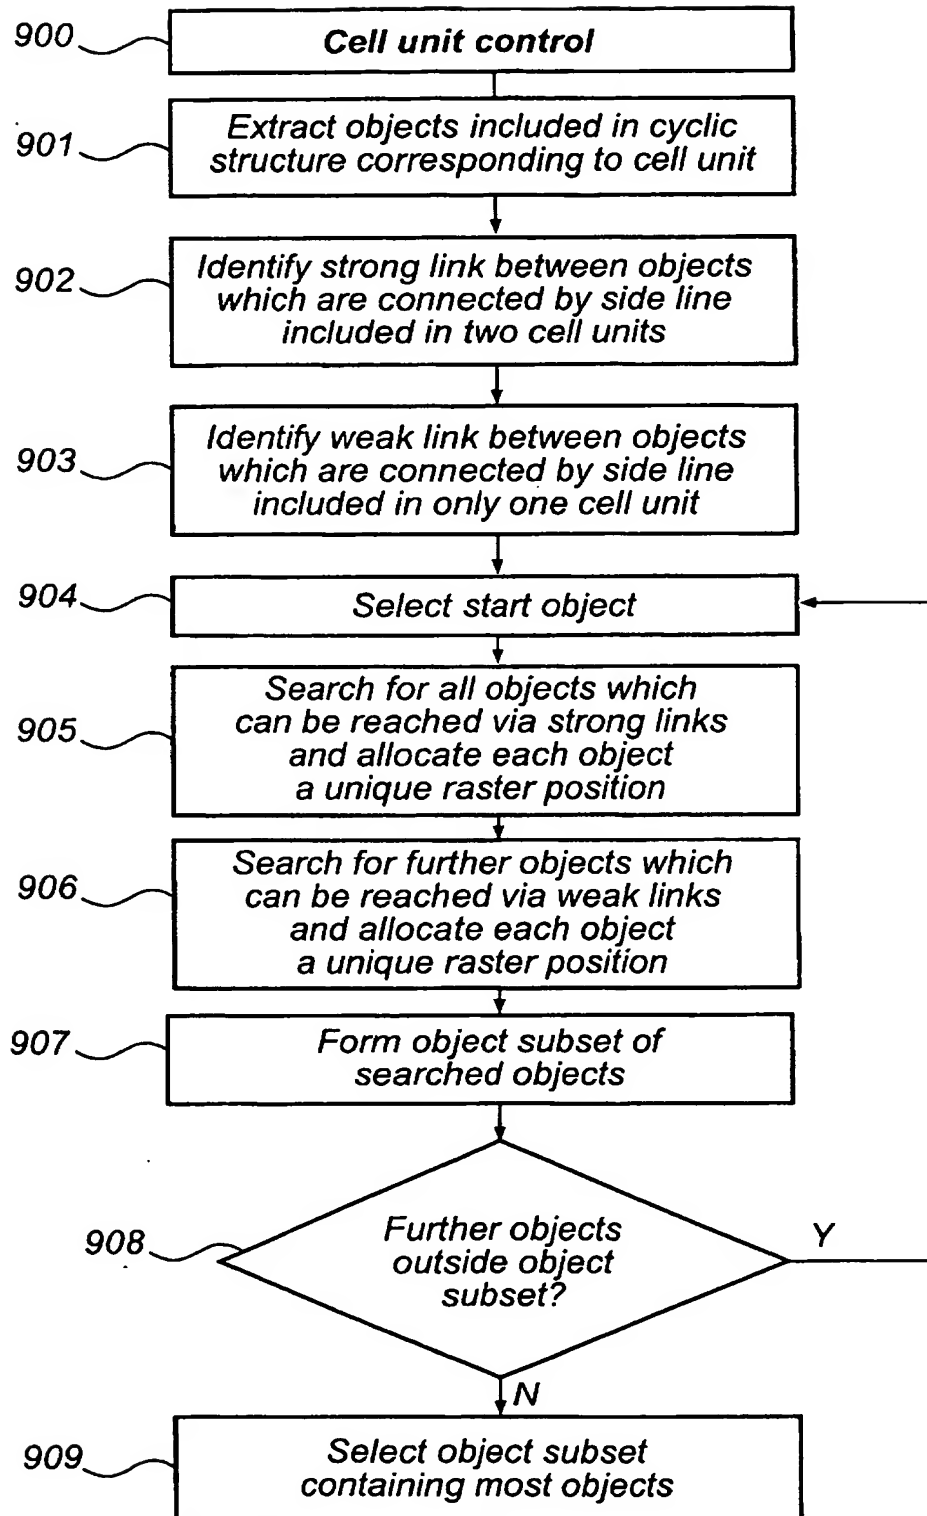 900
Cell unit control
901
Extract objects included in cyclic
structure corresponding to cell unit
902
Identify strong link between objects
which are connected by side line
included in two cell units
903
Identify weak link between objects
which are connected by side line
included in only one cell unit
904
Select start object
905
Search for all objects which
can be reached via strong links
and allocate each object
a unique raster position
906
Search for further objects which
can be reached via weak links
and allocate each object
a unique raster position
907
Form object subset of
searched objects
908
Further objects
outside object
subset?
Y
N
909
Select object subset
containing most objects